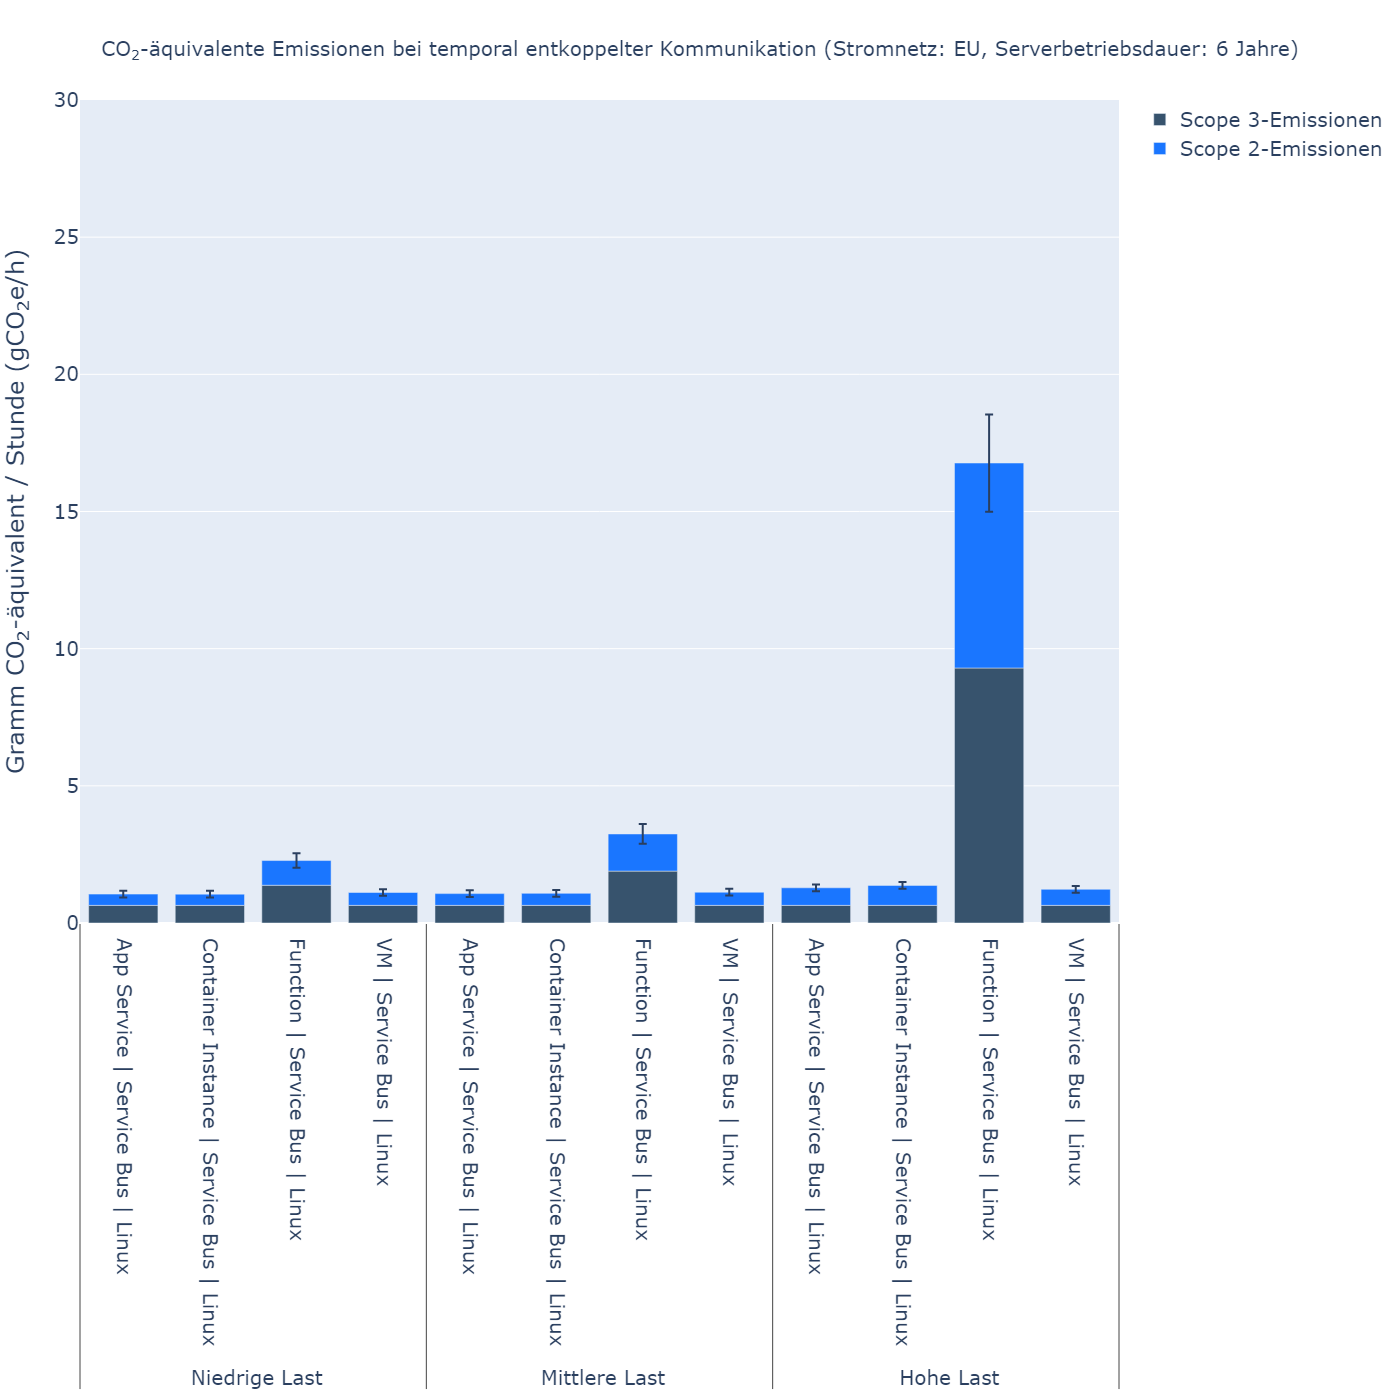 CO₂-äquivalente Emissionen bei temporal entkoppelter Kommunikation (Stromnetz: EU, Serverbetriebsdauer: 6 Jahre)
Scope 3-Emissionen
Scope 2-Emissionen
Gramm CO₂-äquivalent / Stunde (gCO₂e/h)
30
25
20
15
10
5
0
App Service | Service Bus | Linux
Container Instance | Service Bus | Linux
Function | Service Bus | Linux
VM | Service Bus | Linux
App Service | Service Bus | Linux
Container Instance | Service Bus | Linux
Function | Service Bus | Linux
VM | Service Bus | Linux
App Service | Service Bus | Linux
Container Instance | Service Bus | Linux
Function | Service Bus | Linux
VM | Service Bus | Linux
Niedrige Last
Mittlere Last
Hohe Last